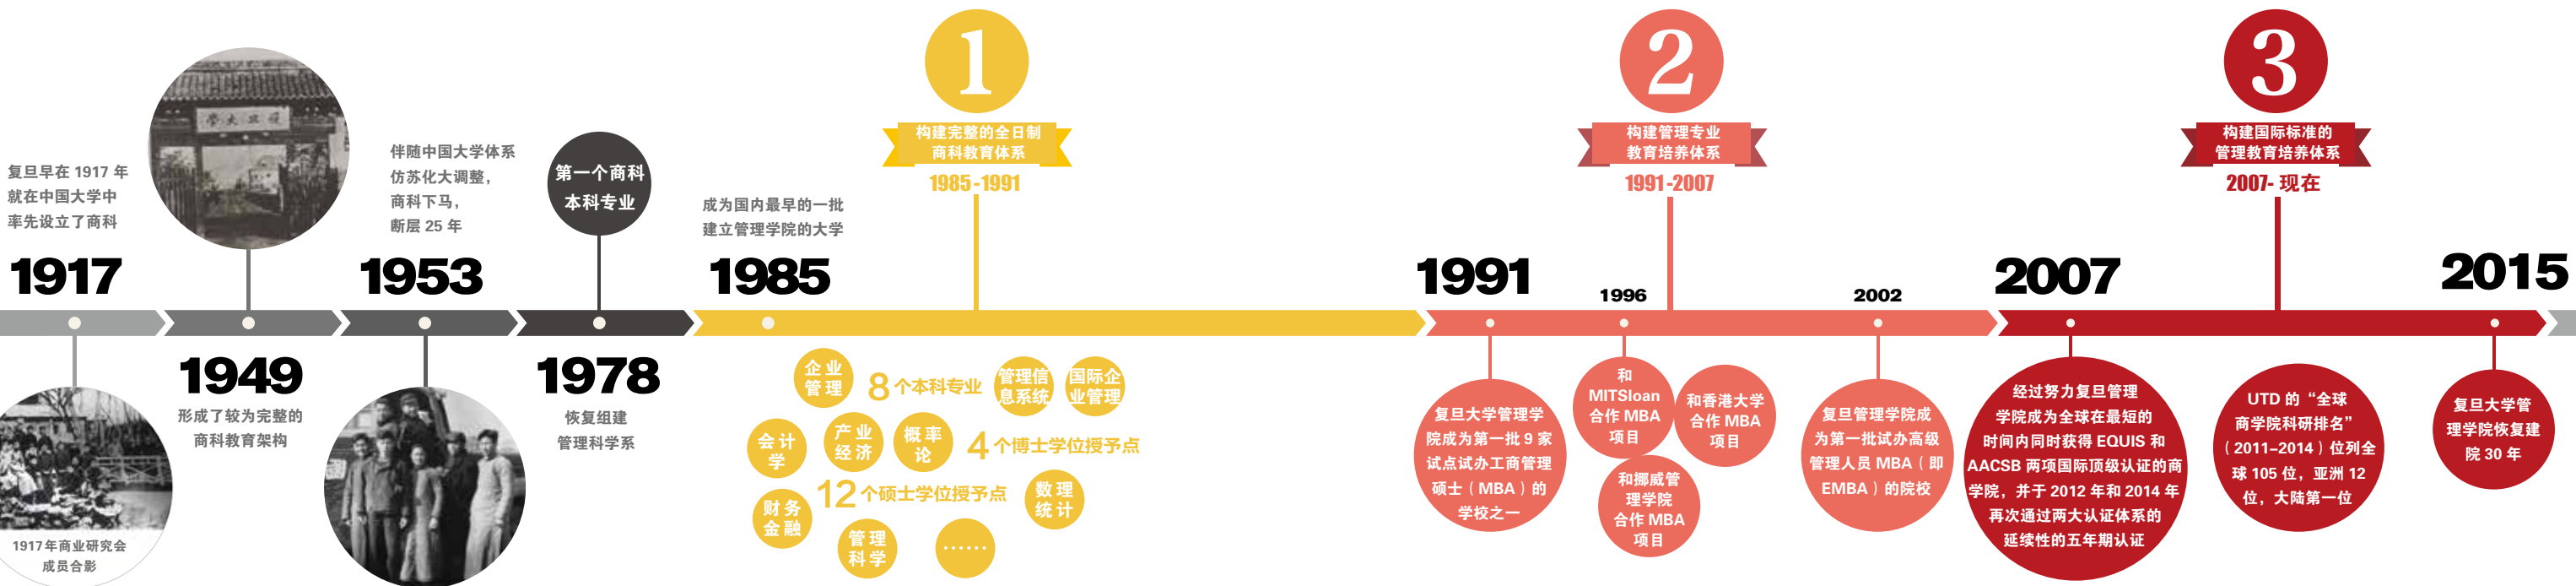 复旦早在 1917 年
就在中国大学中
率先设立了商科
1917
1917年商业研究会
成员合影
學大旦復
1949
形成了较为完整的
商科教育架构
伴随中国大学体系
仿苏化大调整，
商科下马，
断层 25 年
1953
第一个商科
本科专业
1978
恢复组建
管理科学系
成为国内最早的一批
建立管理学院的大学
1985
1
构建完整的全日制
商科教育体系
1985-1991
企业
管理
8 个本科专业
管理信
息系统
国际企
业管理
会计
学
产业
经济
概率
论
4 个博士学位授予点
财务
金融
12 个硕士学位授予点
数理
统计
管理
科学
……
2
构建管理专业
教育培养体系
1991-2007
1991
复旦大学管理学
院成为第一批 9 家
试点试办工商管理
硕士（MBA）的
学校之一
1996
和
MITSloan
合作 MBA
项目
和香港大学
合作 MBA
项目
和挪威管
理学院
合作 MBA
项目
2002
复旦管理学院成
为第一批试办高级
管理人员 MBA（即
EMBA）的院校
3
构建国际标准的
管理教育培养体系
2007- 现在
2007
经过努力复旦管理
学院成为全球在最短的
时间内同时获得 EQUIS 和
AACSB 两项国际顶级认证的商
学院，并于 2012 年和 2014 年
再次通过两大认证体系的
延续性的五年期认证
UTD 的“全球
商学院科研排名”
（2011–2014）位列全
球 105 位，亚洲 12
位，大陆第一位
2015
复旦大学管
理学院恢复建
院 30 年